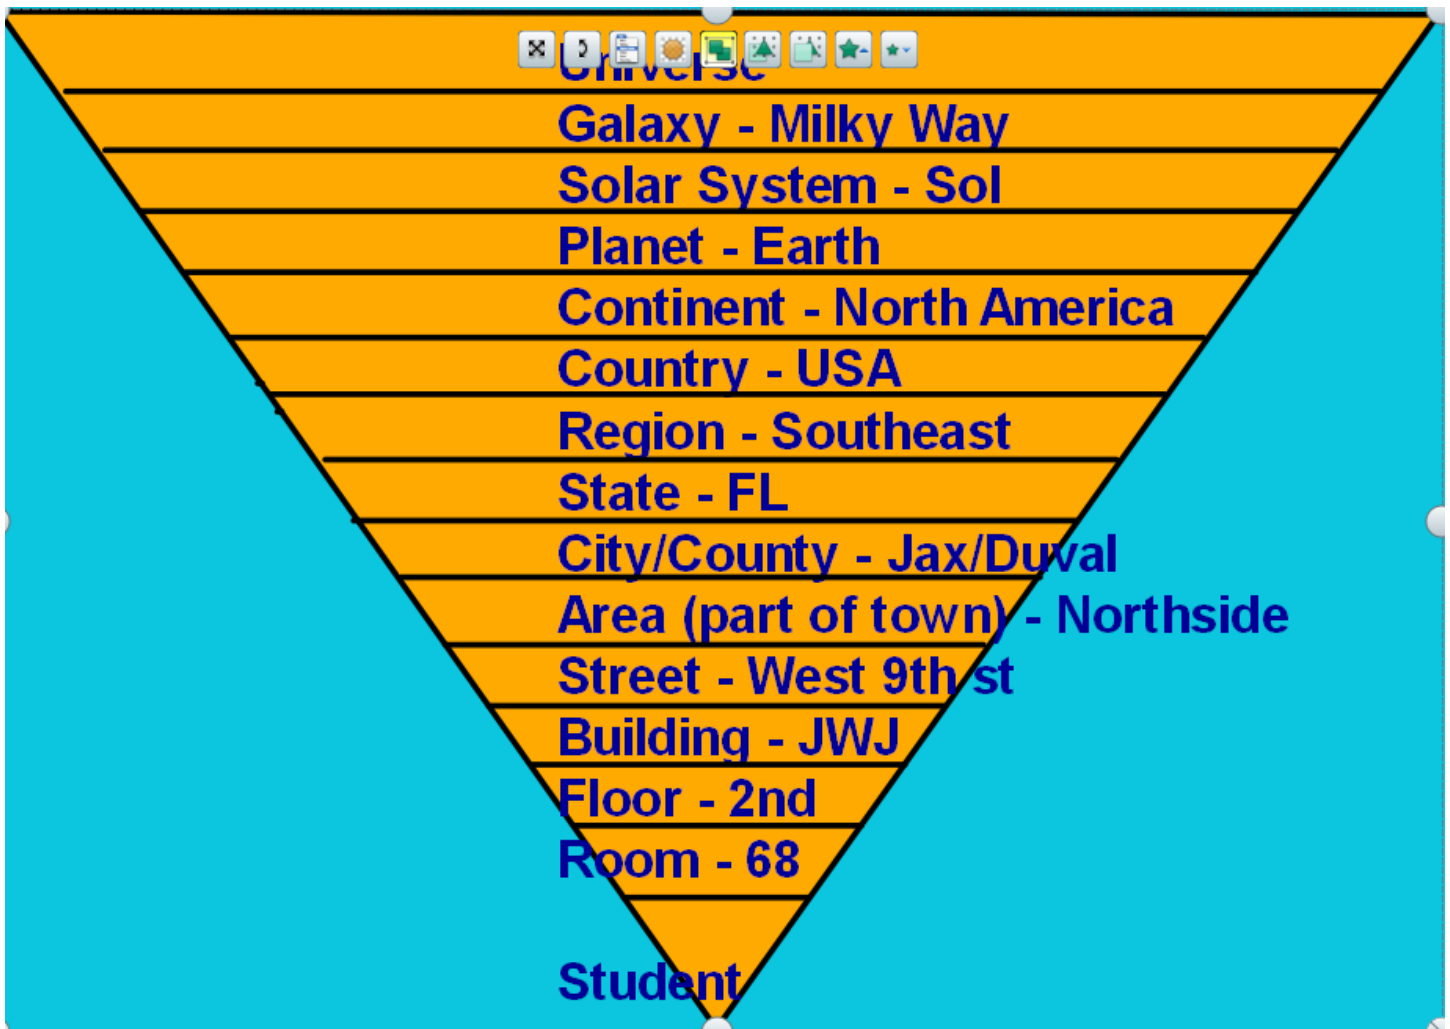 Universe
Galaxy - Milky Way
Solar System - Sol
Planet - Earth
Continent - North America
Country - USA
Region - Southeast
State - FL
City/County - Jax/Duval
Area (part of town) - Northside
Street - West 9th st
Building - JWJ
Floor - 2nd
Room - 68
Student